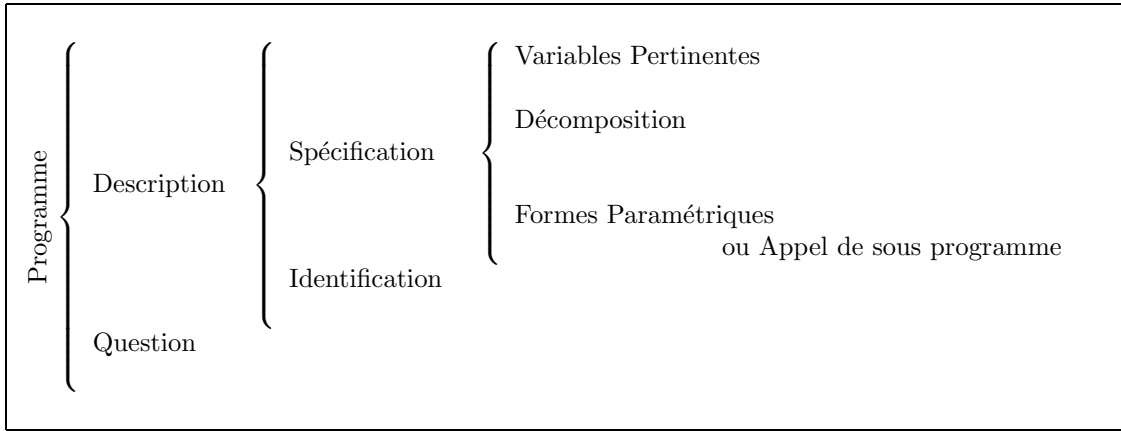 Programme
Description
Spécification
Variables Pertinentes
Décomposition
Formes Paramétriques
ou Appel de sous programme
Identification
Question